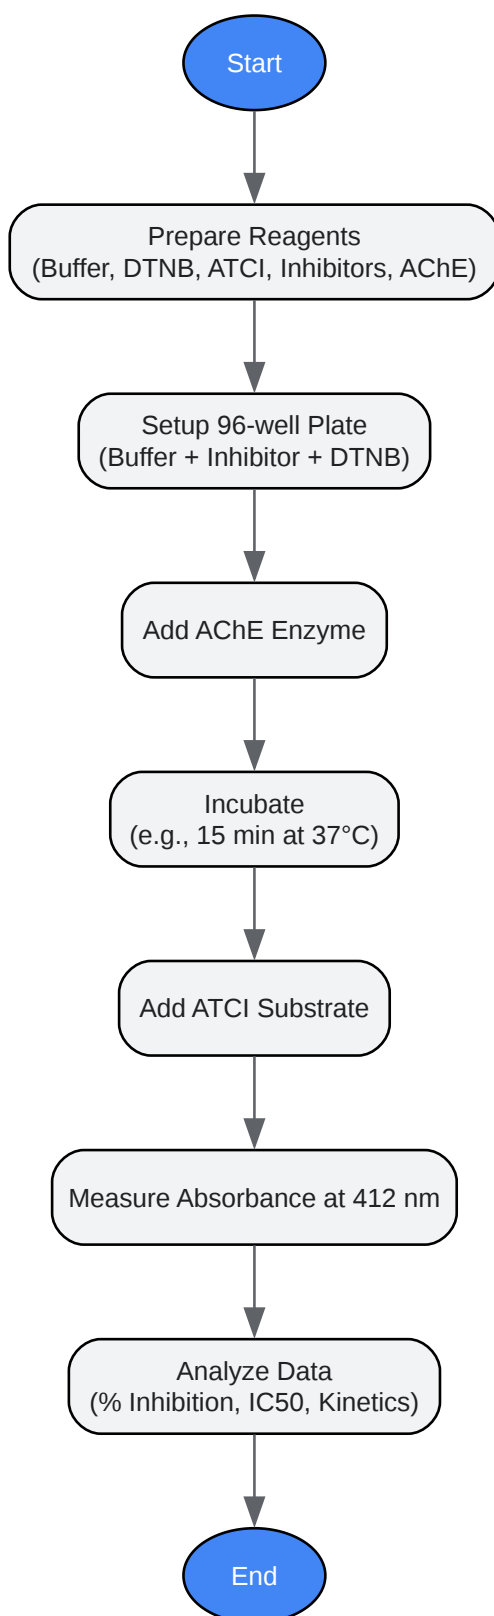 Start
Prepare Reagents
(Buffer, DTNB, ATCI, Inhibitors, AChE)
Setup 96-well Plate
(Buffer + Inhibitor + DTNB)
Add AChE Enzyme
Incubate
(e.g., 15 min at 37°C)
Add ATCI Substrate
Measure Absorbance at 412 nm
Analyze Data
(% Inhibition, IC50, Kinetics)
End